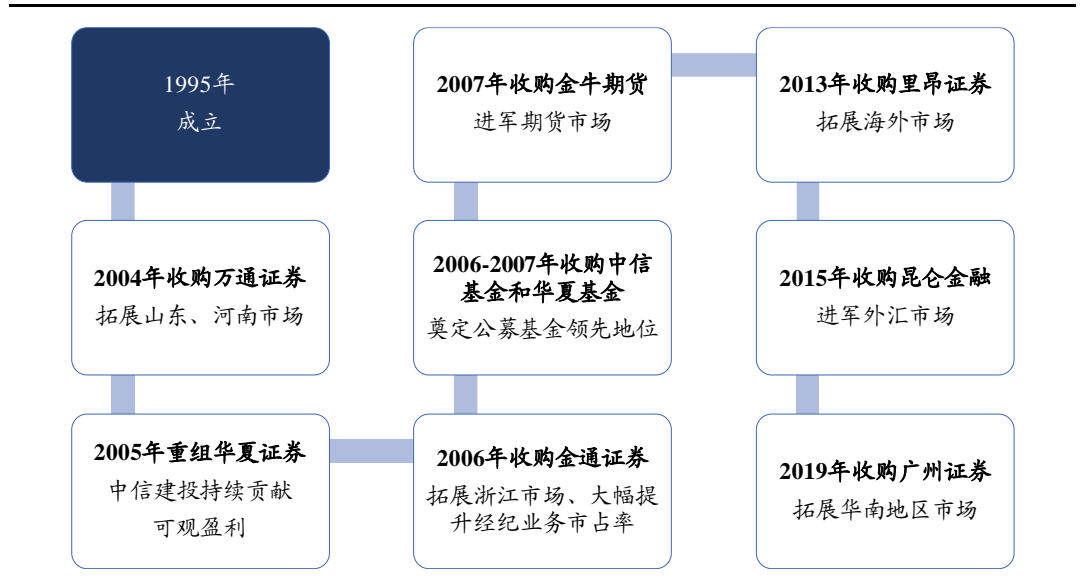 1995年
成立
2004年收购万通证券
拓展山东、河南市场
2005年重组华夏证券
中信建投持续贡献
可观盈利
2006年收购金通证券
拓展浙江市场、大幅提
升经纪业务市占率
2006-2007年收购中信
基金和华夏基金
奠定公募基金领先地位
2007年收购金牛期货
进军期货市场
2013年收购里昂证券
拓展海外市场
2015年收购昆仑金融
进军外汇市场
2019年收购广州证券
拓展华南地区市场